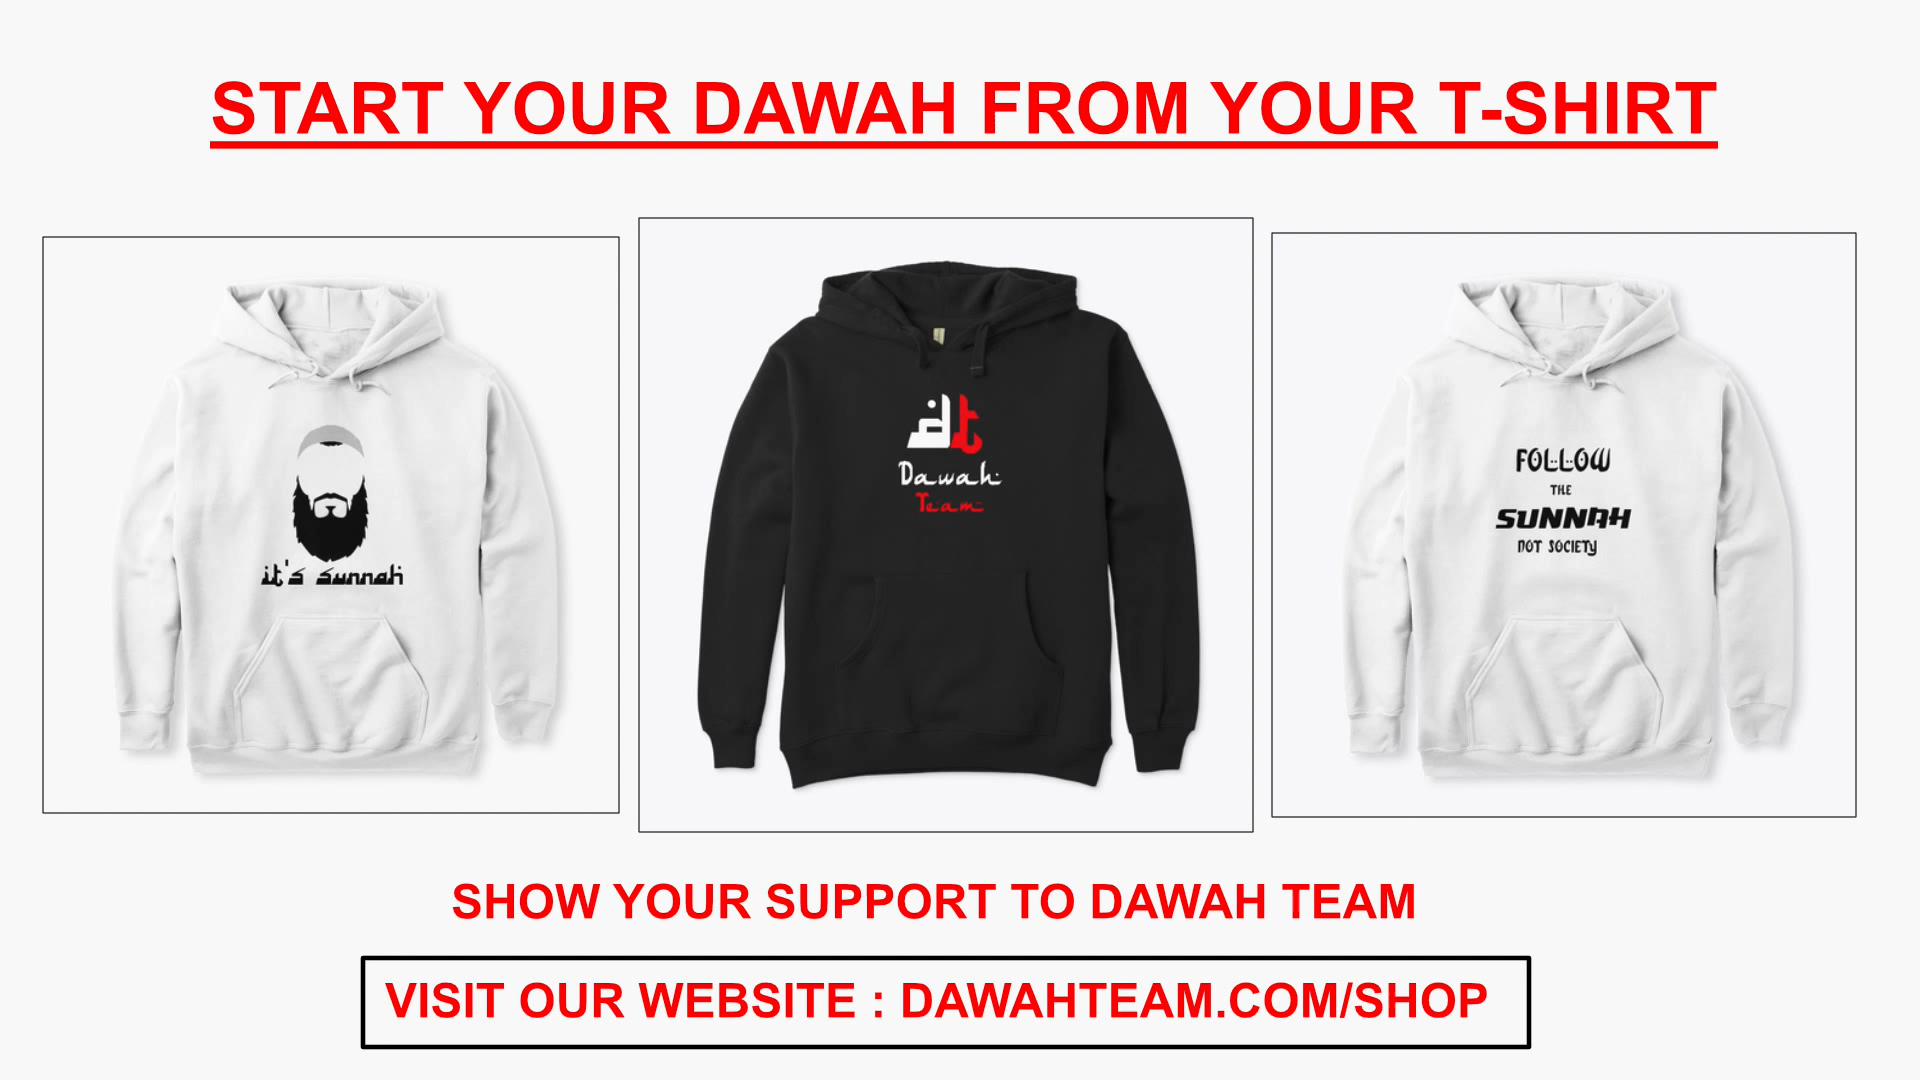 START YOUR DAWAH FROM YOUR T-SHIRT
it's sunnah
dt
Dawah
Team
FOLLOW
THE
SUNNAH
NOT SOCIETY
SHOW YOUR SUPPORT TO DAWAH TEAM
VISIT OUR WEBSITE : DAWAHTEAM.COM/SHOP